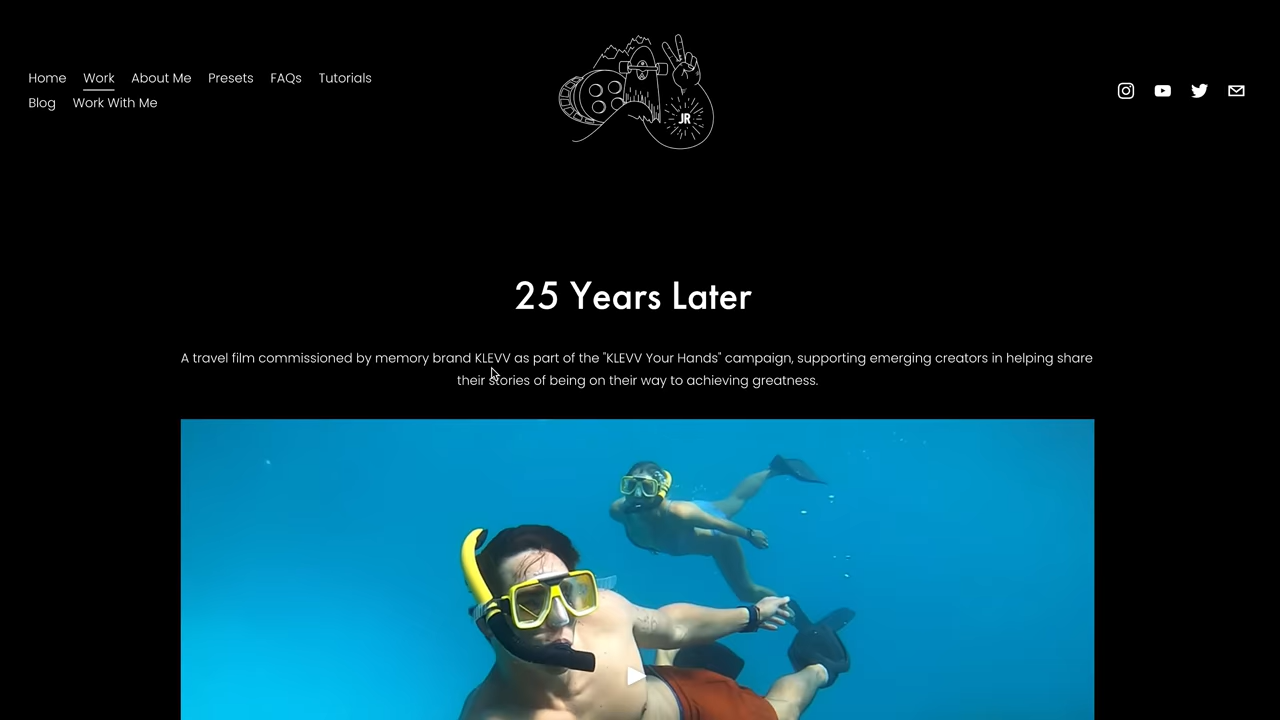 Home Work About Me Presets FAQs Tutorials
Blog Work With Me
JR
25 Years Later
A travel film commissioned by memory brand KLEVV as part of the "KLEVV Your Hands" campaign, supporting emerging creators in helping share
their stories of being on their way to achieving greatness.